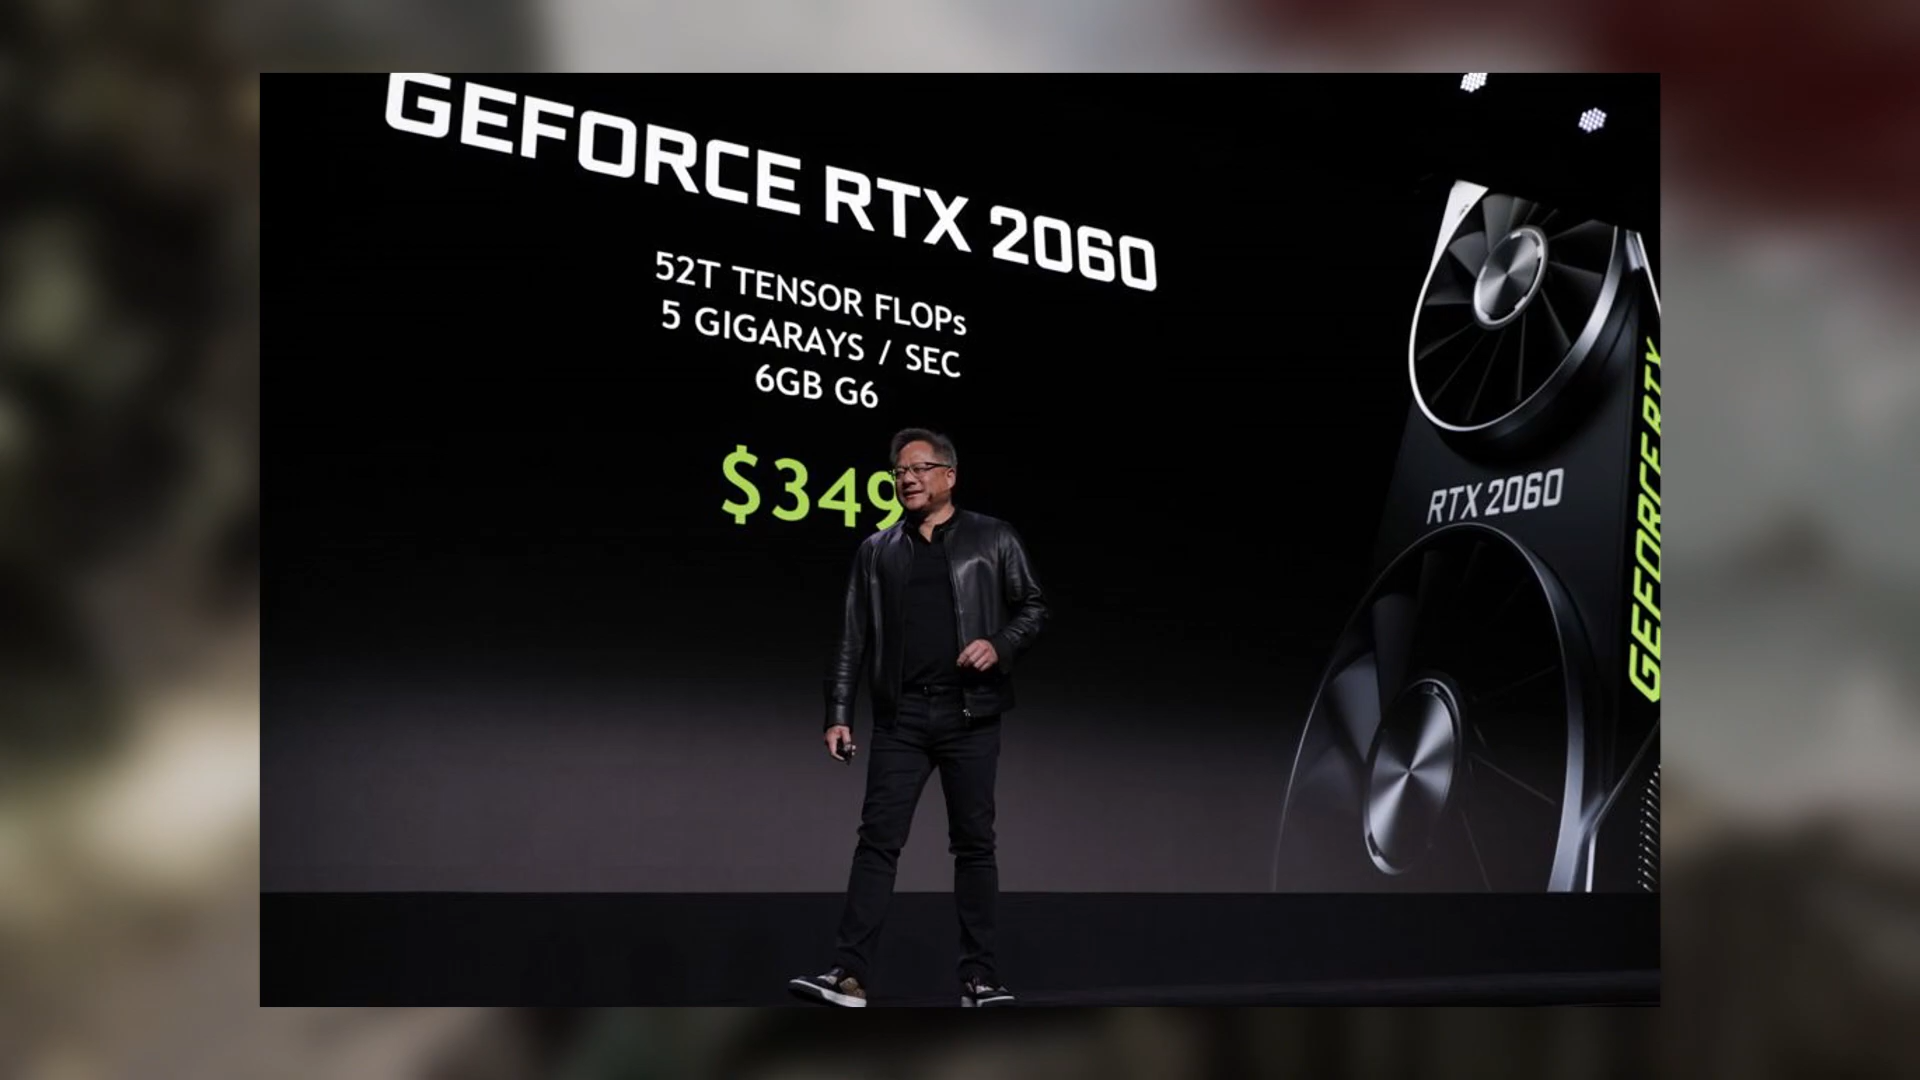 GEFORCE RTX 2060
52T TENSOR FLOPs
5 GIGARAYS / SEC
6GB G6
$349
RTX 2060
GEFORCE RTX